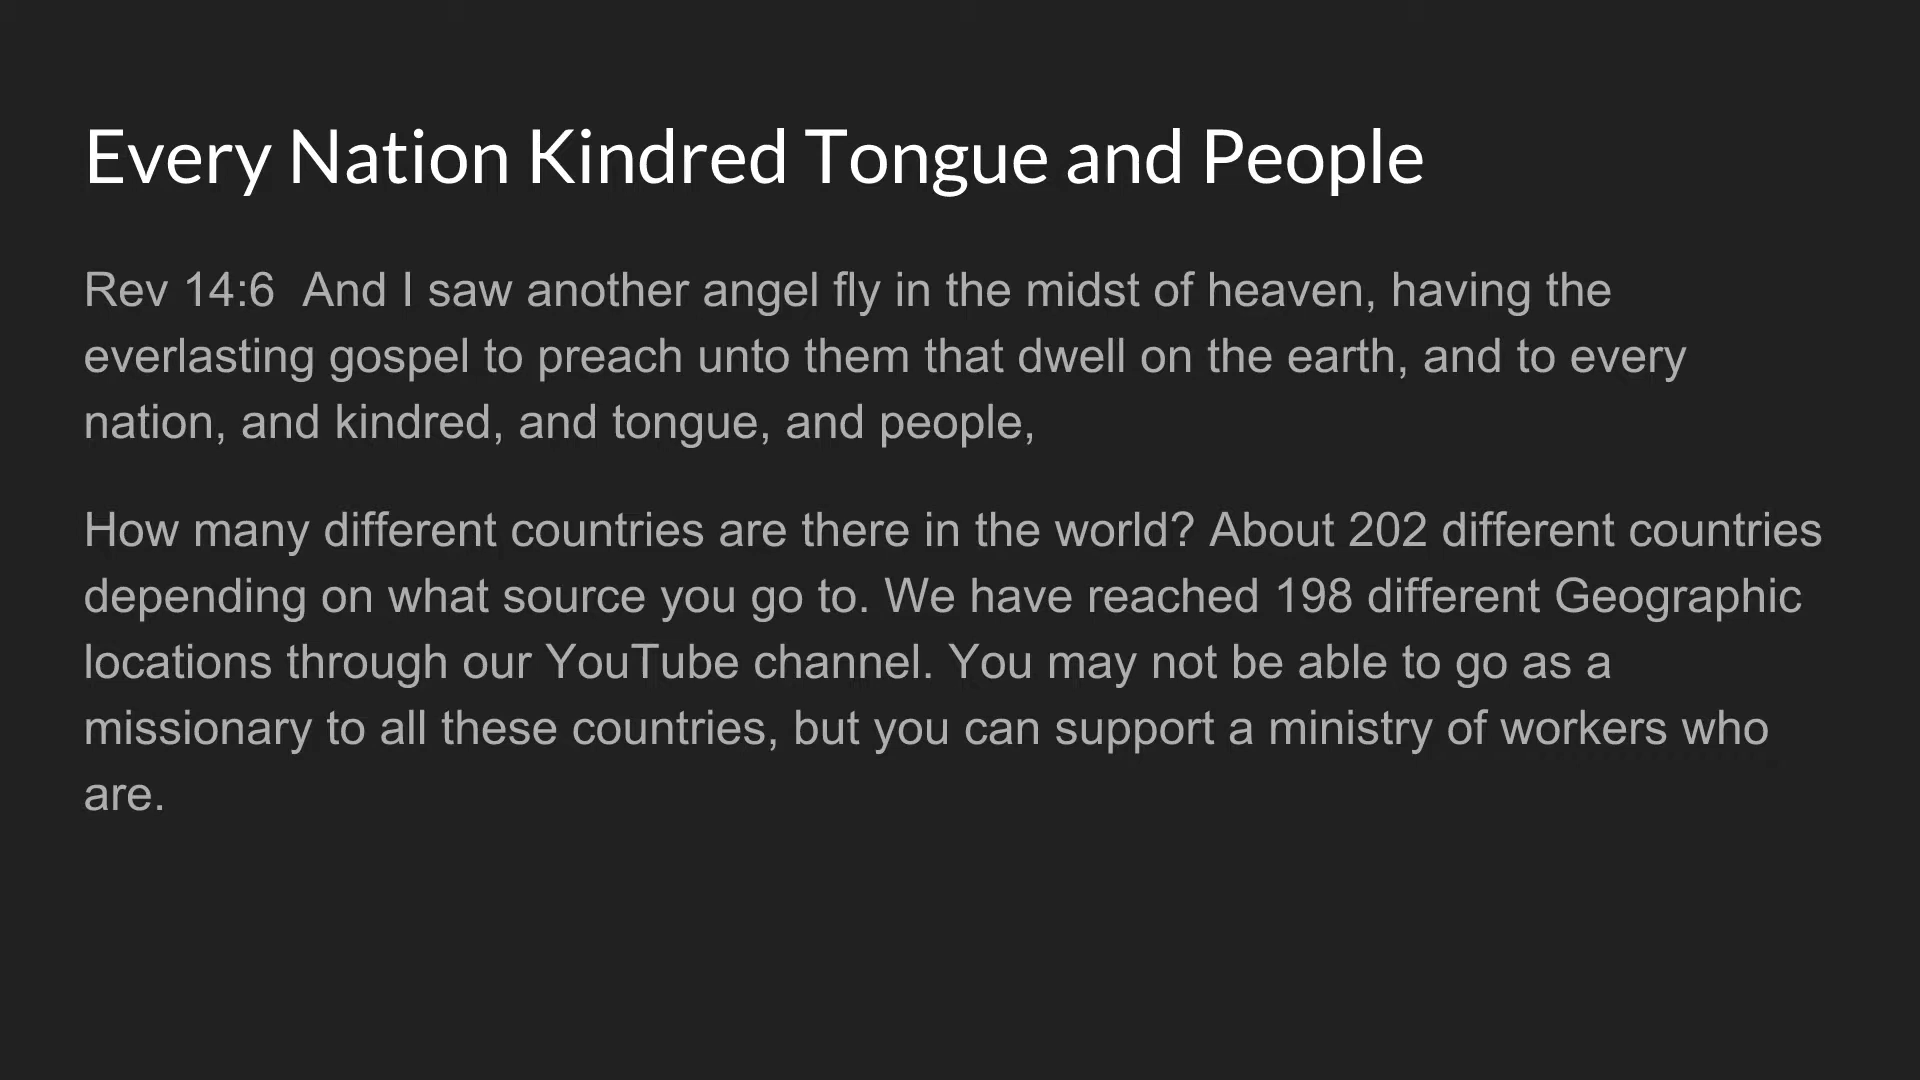 Every Nation Kindred Tongue and People
Rev 14:6  And I saw another angel fly in the midst of heaven, having the
everlasting gospel to preach unto them that dwell on the earth, and to every
nation, and kindred, and tongue, and people,
How many different countries are there in the world? About 202 different countries
depending on what source you go to. We have reached 198 different Geographic
locations through our YouTube channel. You may not be able to go as a
missionary to all these countries, but you can support a ministry of workers who
are.